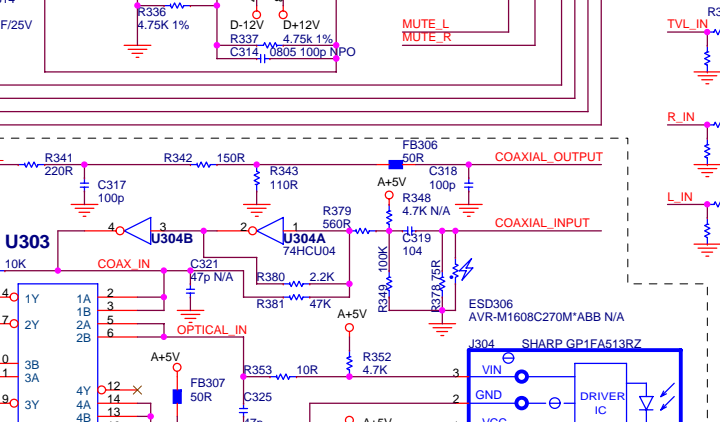 R336
4.75K 1%
F/25V
D-12V D+12V
R337 4.75k 1%
C314 0805 100p NPO
MUTE_L
MUTE_R
TVL_IN
R_IN
L_IN
R341
220R
C317
100p
R342 150R
R343
110R
FB306
50R
C318
100p
COAXIAL_OUTPUT
A+5V
R348
4.7K N/A
R379
560R
COAXIAL_INPUT
C319
104
4 3 2 1
U304B
U304A
74HCU04
U303
10K
COAX_IN
C321
47p N/A
R380 2.2K
R381 47K
R349 100K
R378 75R
ESD306
AVR-M1608C270M*ABB N/A
1Y
2Y
3B
3A
3Y
1A 2
1B 3
2A 5
2B 6
4Y 12
4A 14
4B 13
OPTICAL_IN
A+5V
R352
4.7K
A+5V
FB307
50R
R353 10R
C325
J304 SHARP GP1FA513RZ
3 VIN
2 GND
DRIVER
IC
A+5V